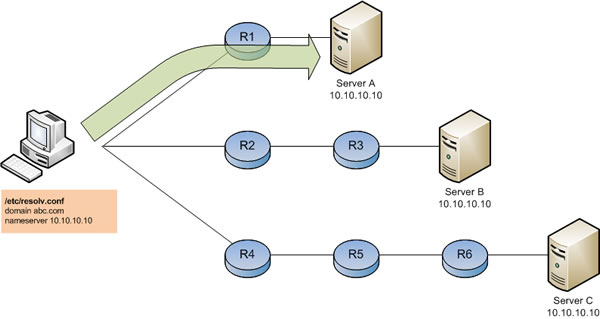 R1
Server A
10.10.10.10
R2
R3
Server B
10.10.10.10
/etc/resolv.conf
domain abc.com
nameserver 10.10.10.10
R4
R5
R6
Server C
10.10.10.10